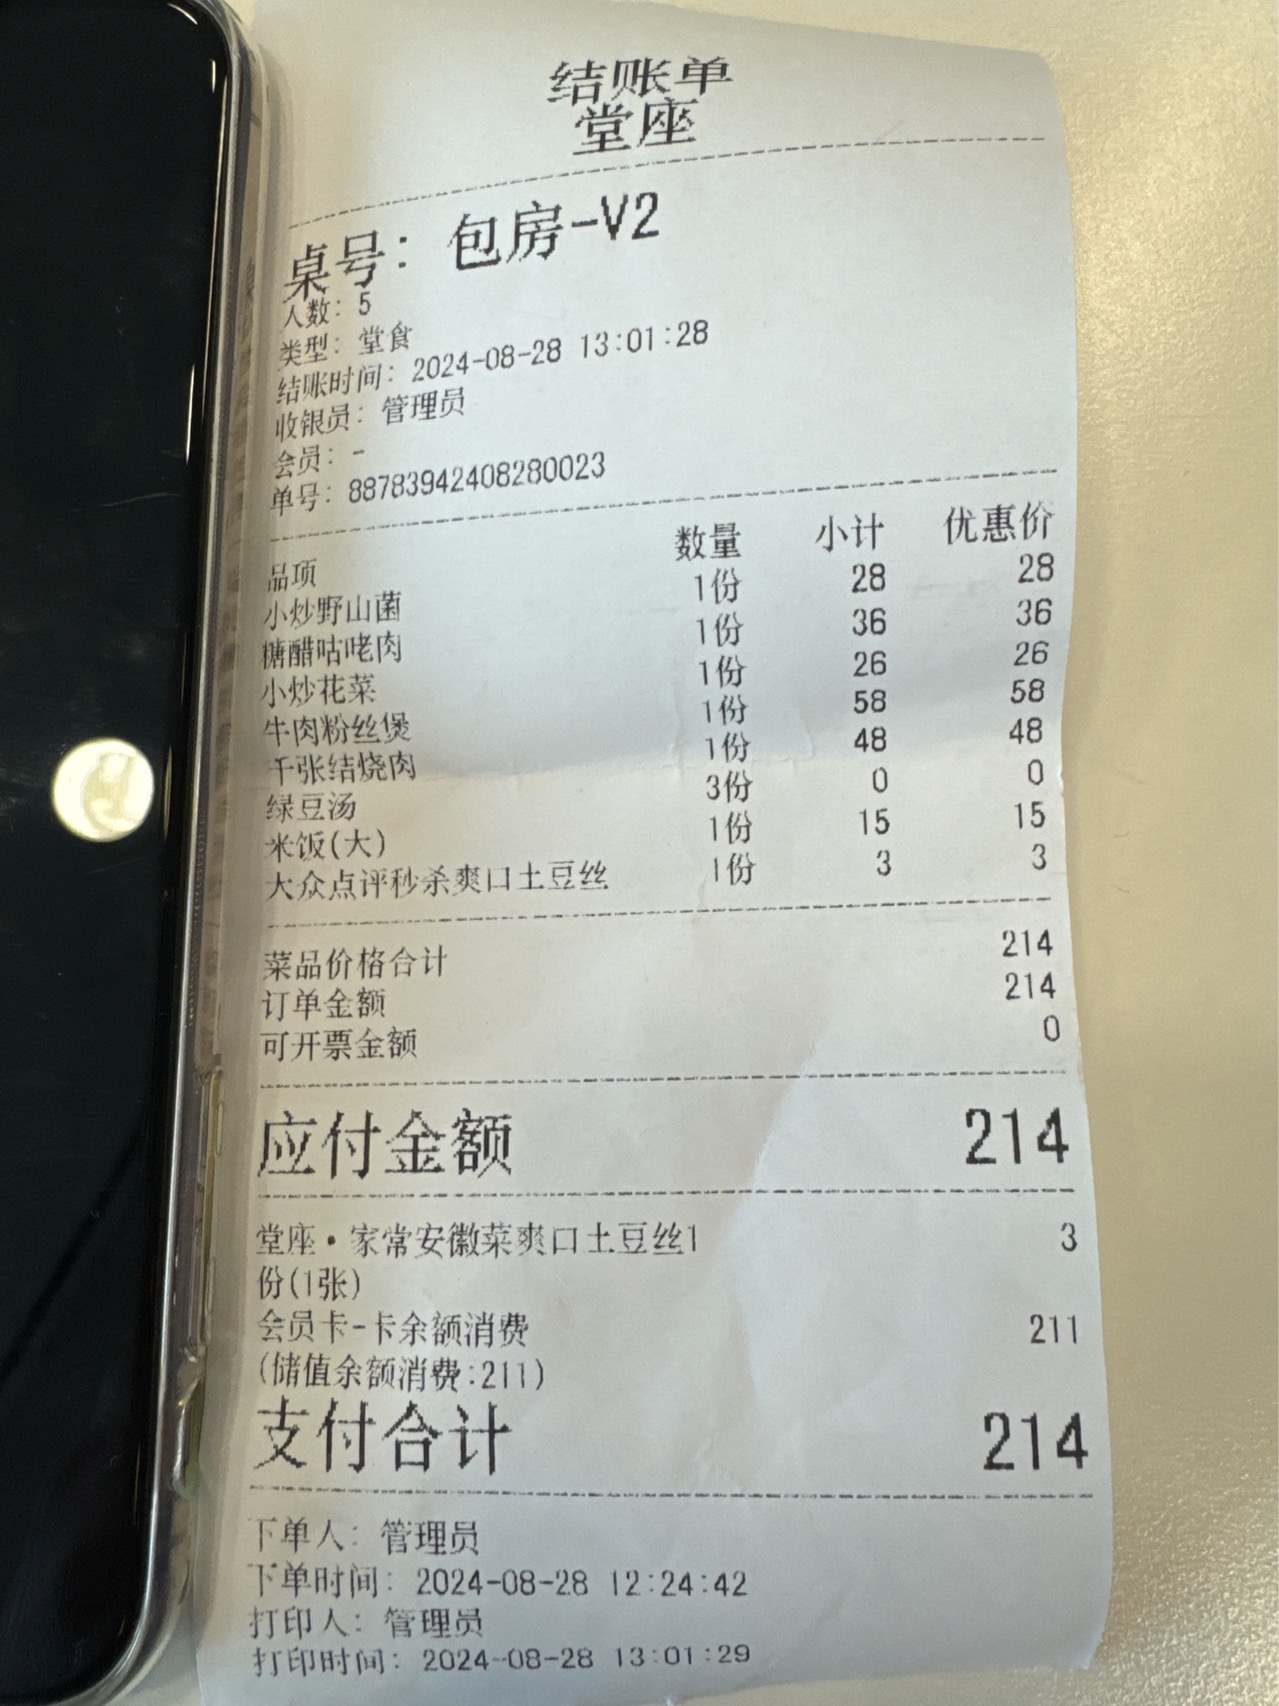 结账单
堂座
桌号: 包房-V2
人数: 5
类型: 堂食
结账时间: 2024-08-28 13:01:28
收银员: 管理员
会员: -
单号: 88783942408280023
品项 数量 小计 优惠价
小炒野山菌 1份 28 28
糖醋咕咾肉 1份 36 36
小炒花菜 1份 26 26
牛肉粉丝煲 1份 58 58
千张结烧肉 1份 48 48
绿豆汤 3份 0 0
米饭(大) 1份 15 15
大众点评秒杀爽口土豆丝 1份 3 3
菜品价格合计 214
订单金额 214
可开票金额 0
应付金额 214
堂座·家常安徽菜爽口土豆丝1 3
份(1张)
会员卡-卡余额消费 211
(储值余额消费:211)
支付合计 214
下单人: 管理员
下单时间: 2024-08-28 12:24:42
打印人: 管理员
打印时间: 2024-08-28 13:01:29